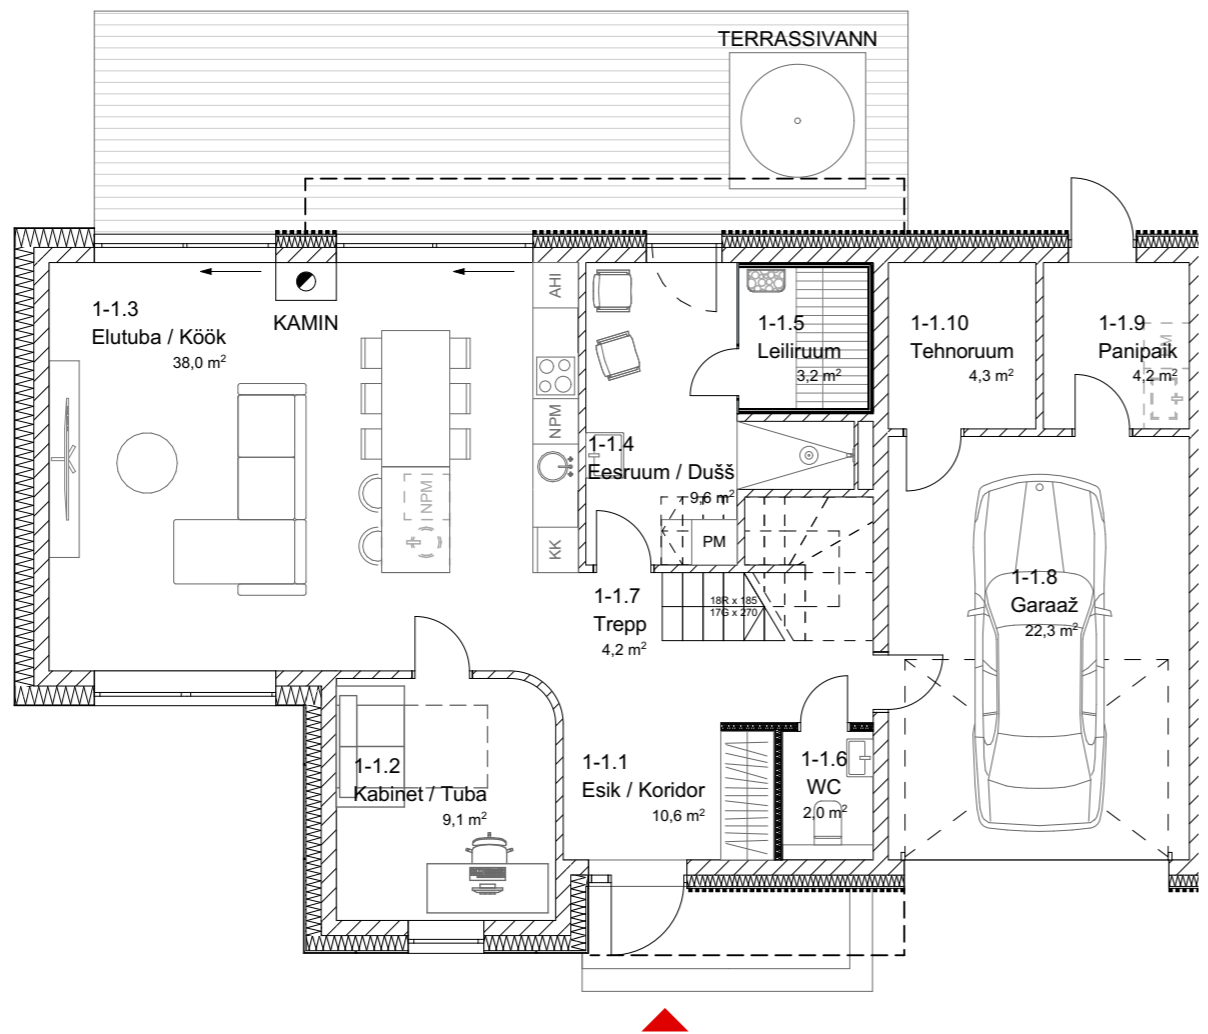 TERRASSIVANN
1-1.3
Elutuba / Köök
38,0 m²
KAMIN
AHI
NPM
KK
NPM
1-1.4
Eesruum / Dušš
9,6 m²
PM
1-1.5
Leiliruum
3,2 m²
1-1.10
Tehnoruum
4,3 m²
1-1.9
Panipaik
4,2 m²
1-1.7
Trepp
4,2 m²
18R x 185
17G x 270
1-1.8
Garaaž
22,3 m²
1-1.2
Kabinet / Tuba
9,1 m²
1-1.1
Esik / Koridor
10,6 m²
1-1.6
WC
2,0 m²